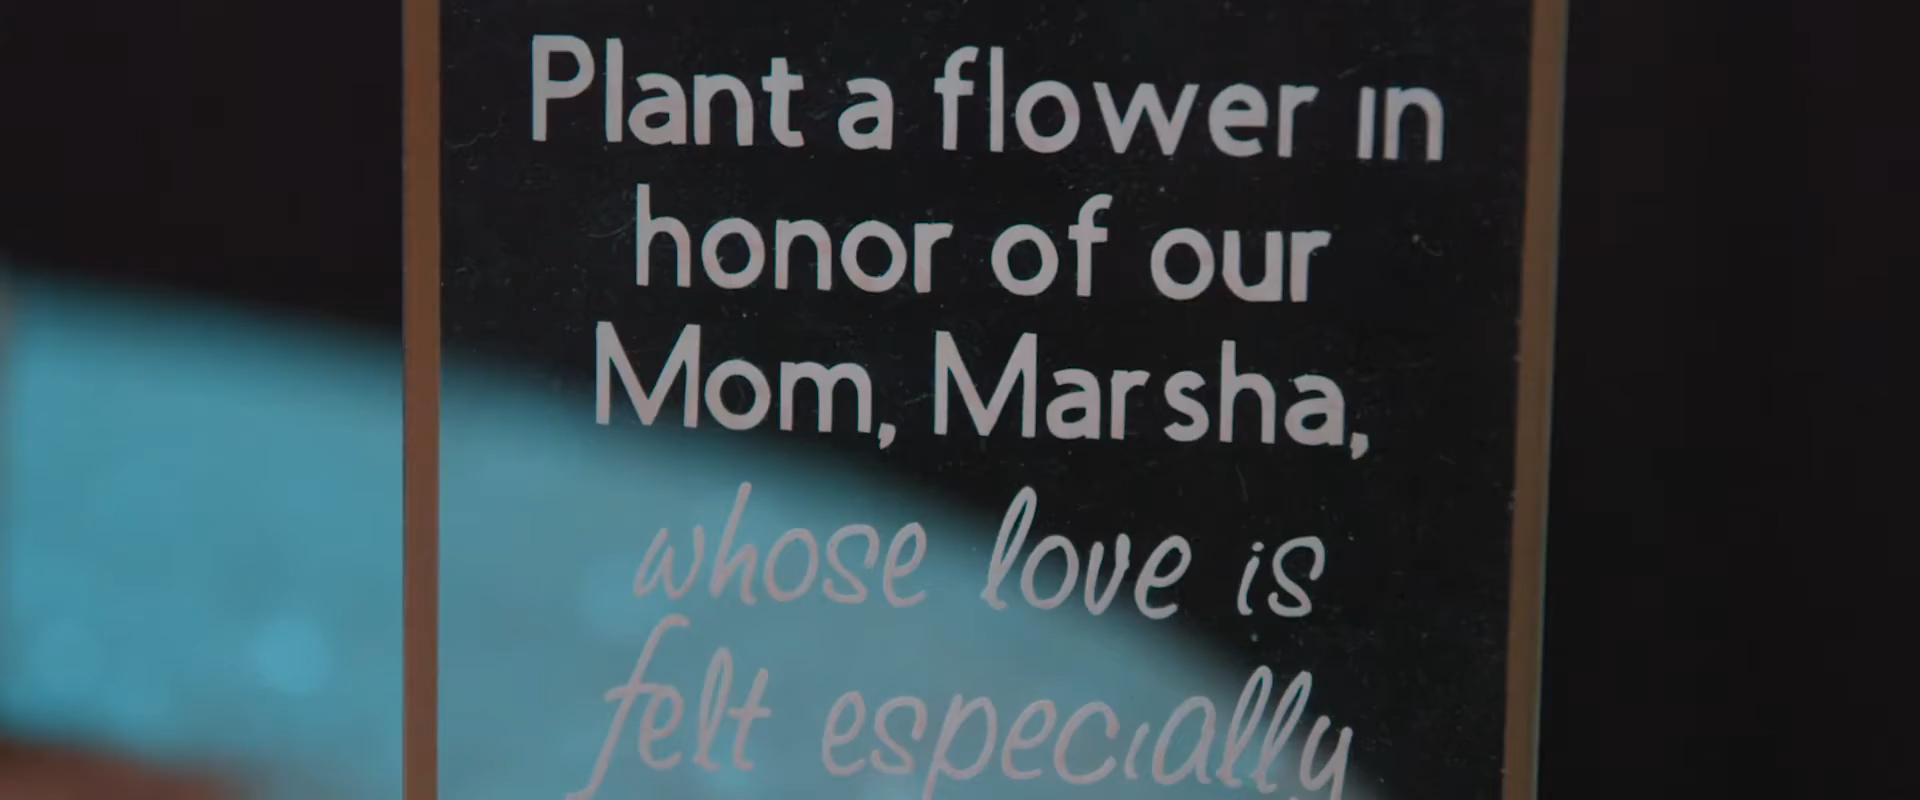 Plant a flower in
honor of our
Mom, Marsha,
whose love is
felt especially